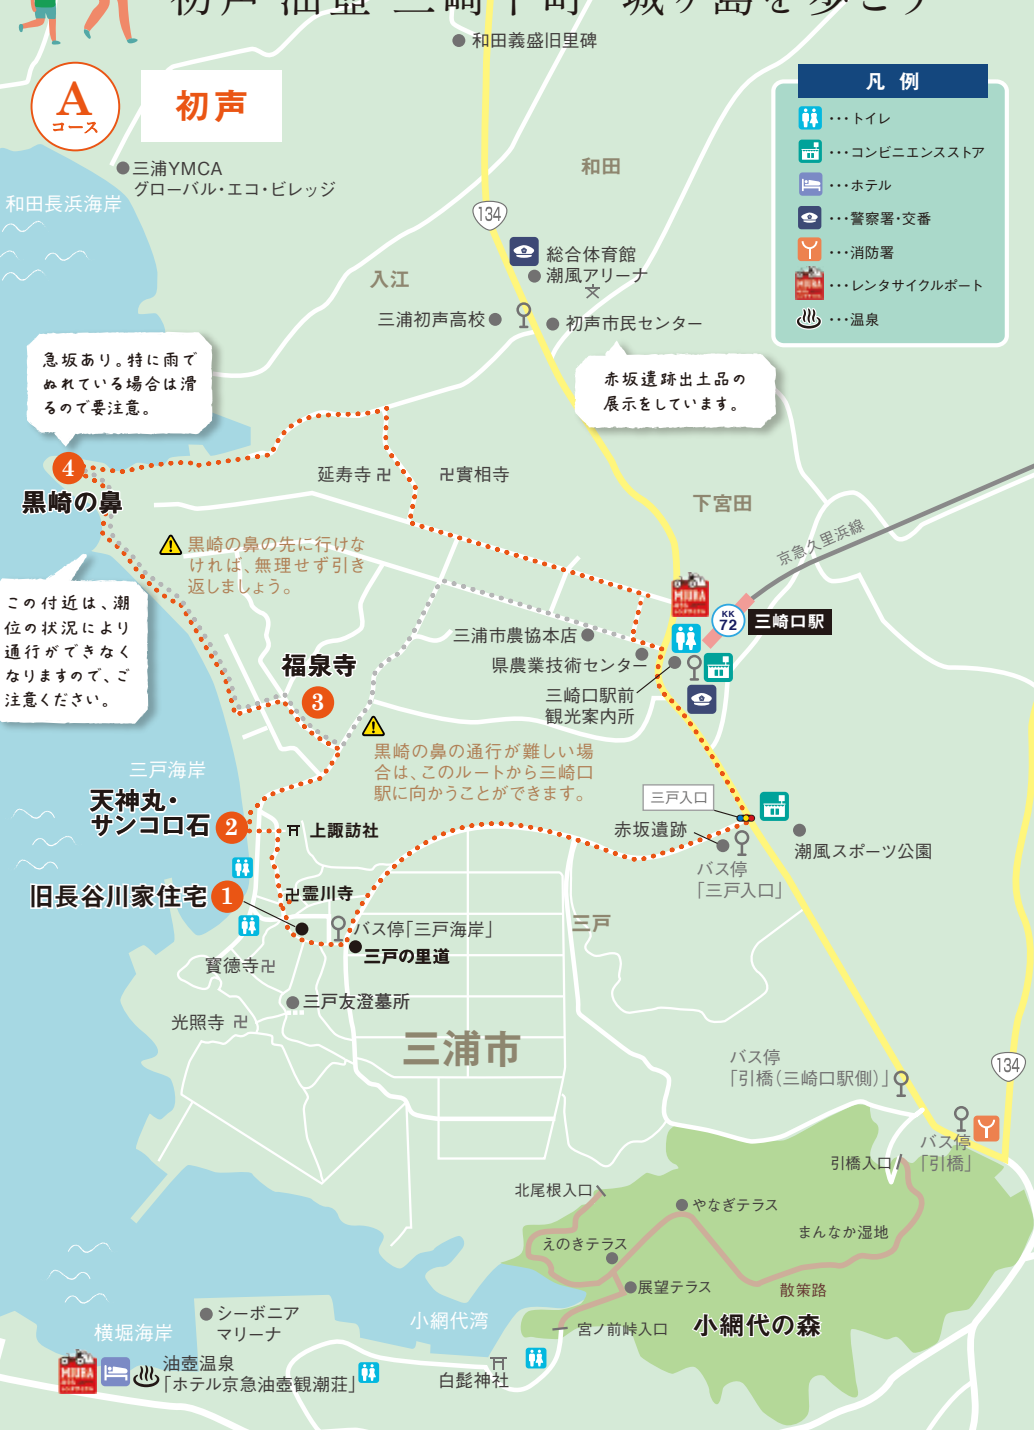 和田義盛旧里碑
A
コース
初声
凡 例
・・・トイレ
・・・コンビニエンスストア
・・・ホテル
・・・警察署・交番
・・・消防署
・・・レンタサイクルポート
・・・温泉
三浦YMCA
グローバル・エコ・ビレッジ
和田
和田長浜海岸
134
総合体育館
潮風アリーナ
入江
三浦初声高校
初声市民センター
急坂あり。特に雨で
ぬれている場合は滑
るので要注意。
赤坂遺跡出土品の
展示をしています。
4
黒崎の鼻
延寿寺 卍
卍實相寺
下宮田
京急久里浜線
黒崎の鼻の先に行けな
ければ、無理せず引き
返しましょう。
この付近は、潮
位の状況により
通行ができなく
なりますので、ご
注意ください。
MIURA
KK
72
三崎口駅
三浦市農協本店
県農業技術センター
三崎口駅前
観光案内所
福泉寺
3
黒崎の鼻の通行が難しい場
合は、このルートから三崎口
駅に向かうことができます。
三戸海岸
天神丸・
サンコロ石
2
上諏訪社
三戸入口
赤坂遺跡
バス停
「三戸入口」
潮風スポーツ公園
旧長谷川家住宅
1
卍霊川寺
バス停「三戸海岸」
三戸の里道
三戸
寳徳寺卍
三戸友澄墓所
光照寺 卍
三浦市
バス停
「引橋（三崎口駅側）」
134
バス停
「引橋」
引橋入口
北尾根入口
やなぎテラス
まんなか湿地
えのきテラス
展望テラス
散策路
宮ノ前峠入口
小網代の森
シーボニア
マリーナ
小網代湾
横堀海岸
MIURA
油壺温泉
「ホテル京急油壺観潮荘」
白髭神社